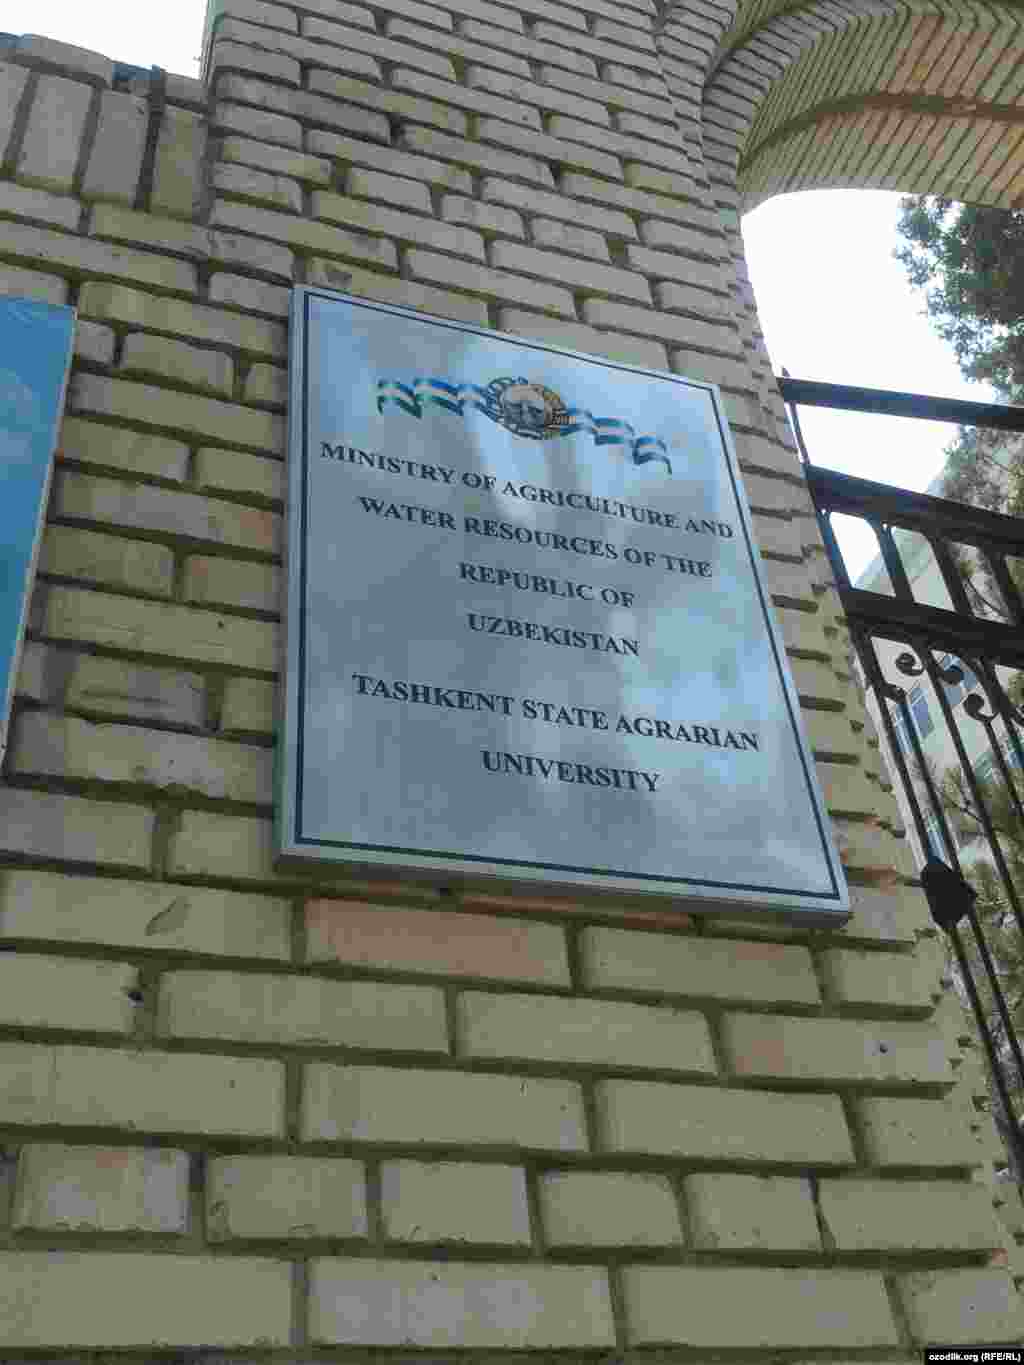 MINISTRY OF AGRICULTURE AND
WATER RESOURCES OF THE
REPUBLIC OF
UZBEKISTAN
TASHKENT STATE AGRARIAN
UNIVERSITY
ozodlik.org (RFE/RL)